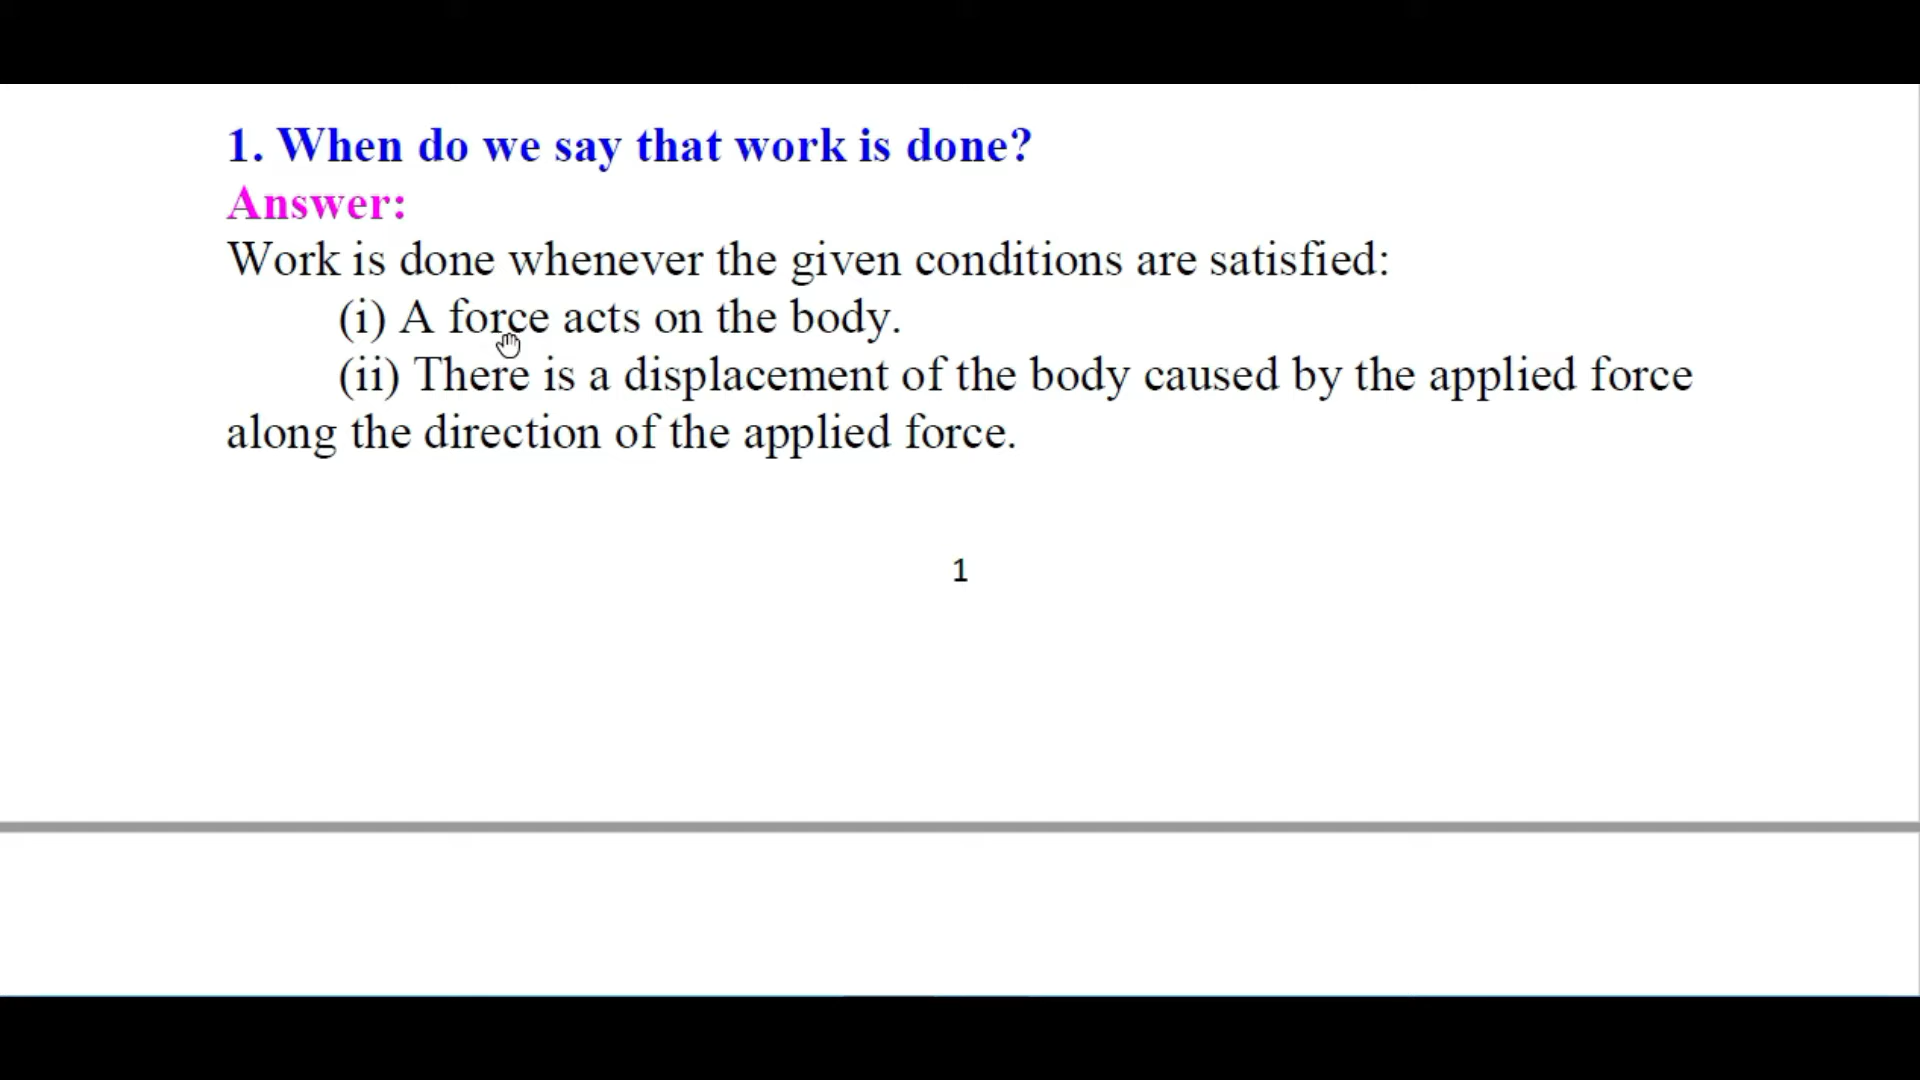 1. When do we say that work is done?
Answer:
Work is done whenever the given conditions are satisfied:
(i) A force acts on the body.
(ii) There is a displacement of the body caused by the applied force
along the direction of the applied force.
1